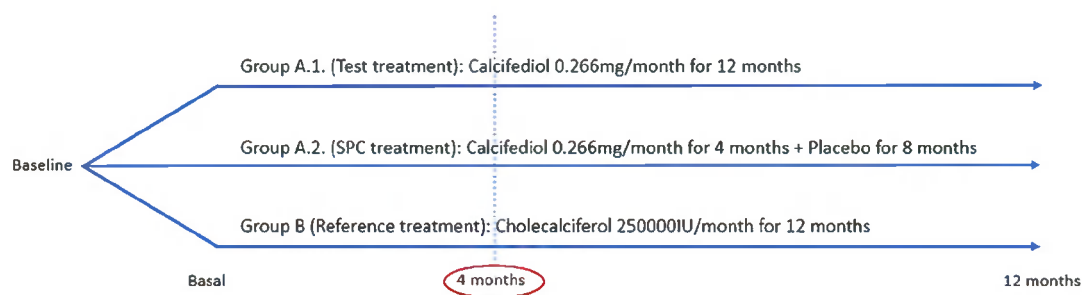 Group A.1. (Test treatment): Calcifediol 0.266mg/month for 12 months
Group A.2. (SPC treatment): Calcifediol 0.266mg/month for 4 months + Placebo for 8 months
Baseline
Group B (Reference treatment): Cholecalciferol 250000IU/month for 12 months
Basal 4 months 12 months